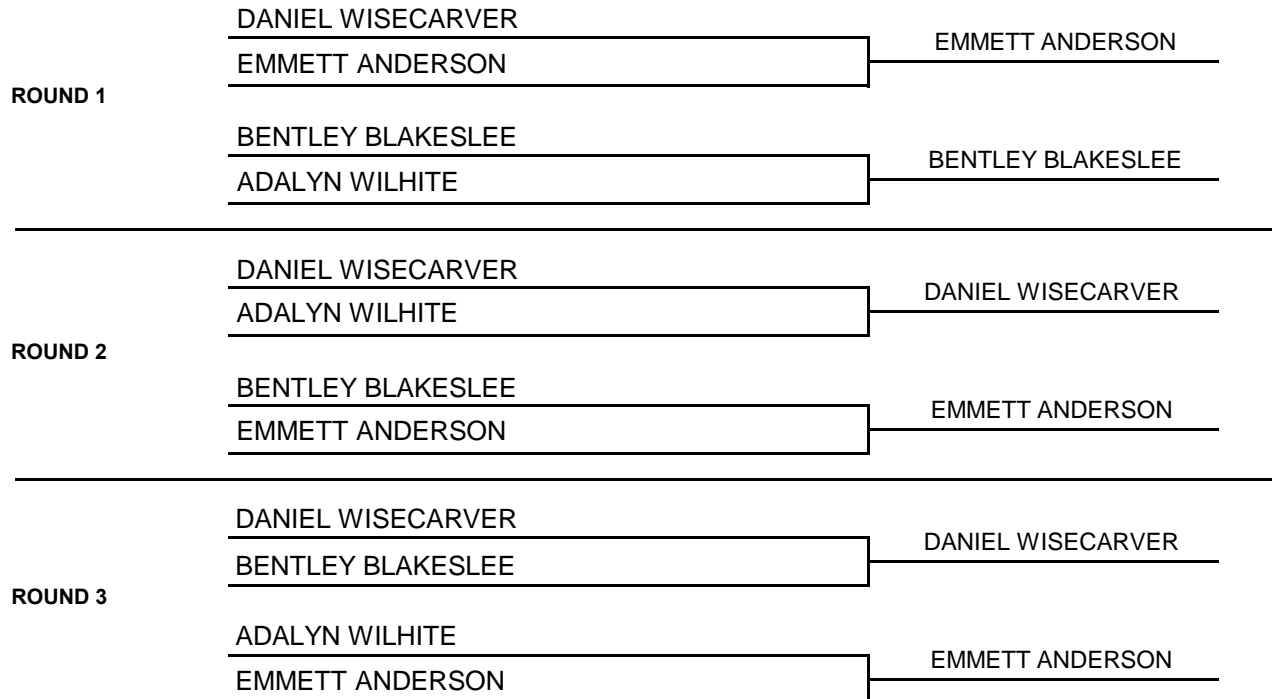 DANIEL WISECARVER
EMMETT ANDERSON
EMMETT ANDERSON
ROUND 1
BENTLEY BLAKESLEE
BENTLEY BLAKESLEE
ADALYN WILHITE
DANIEL WISECARVER
DANIEL WISECARVER
ADALYN WILHITE
ROUND 2
BENTLEY BLAKESLEE
EMMETT ANDERSON
EMMETT ANDERSON
DANIEL WISECARVER
DANIEL WISECARVER
BENTLEY BLAKESLEE
ROUND 3
ADALYN WILHITE
EMMETT ANDERSON
EMMETT ANDERSON